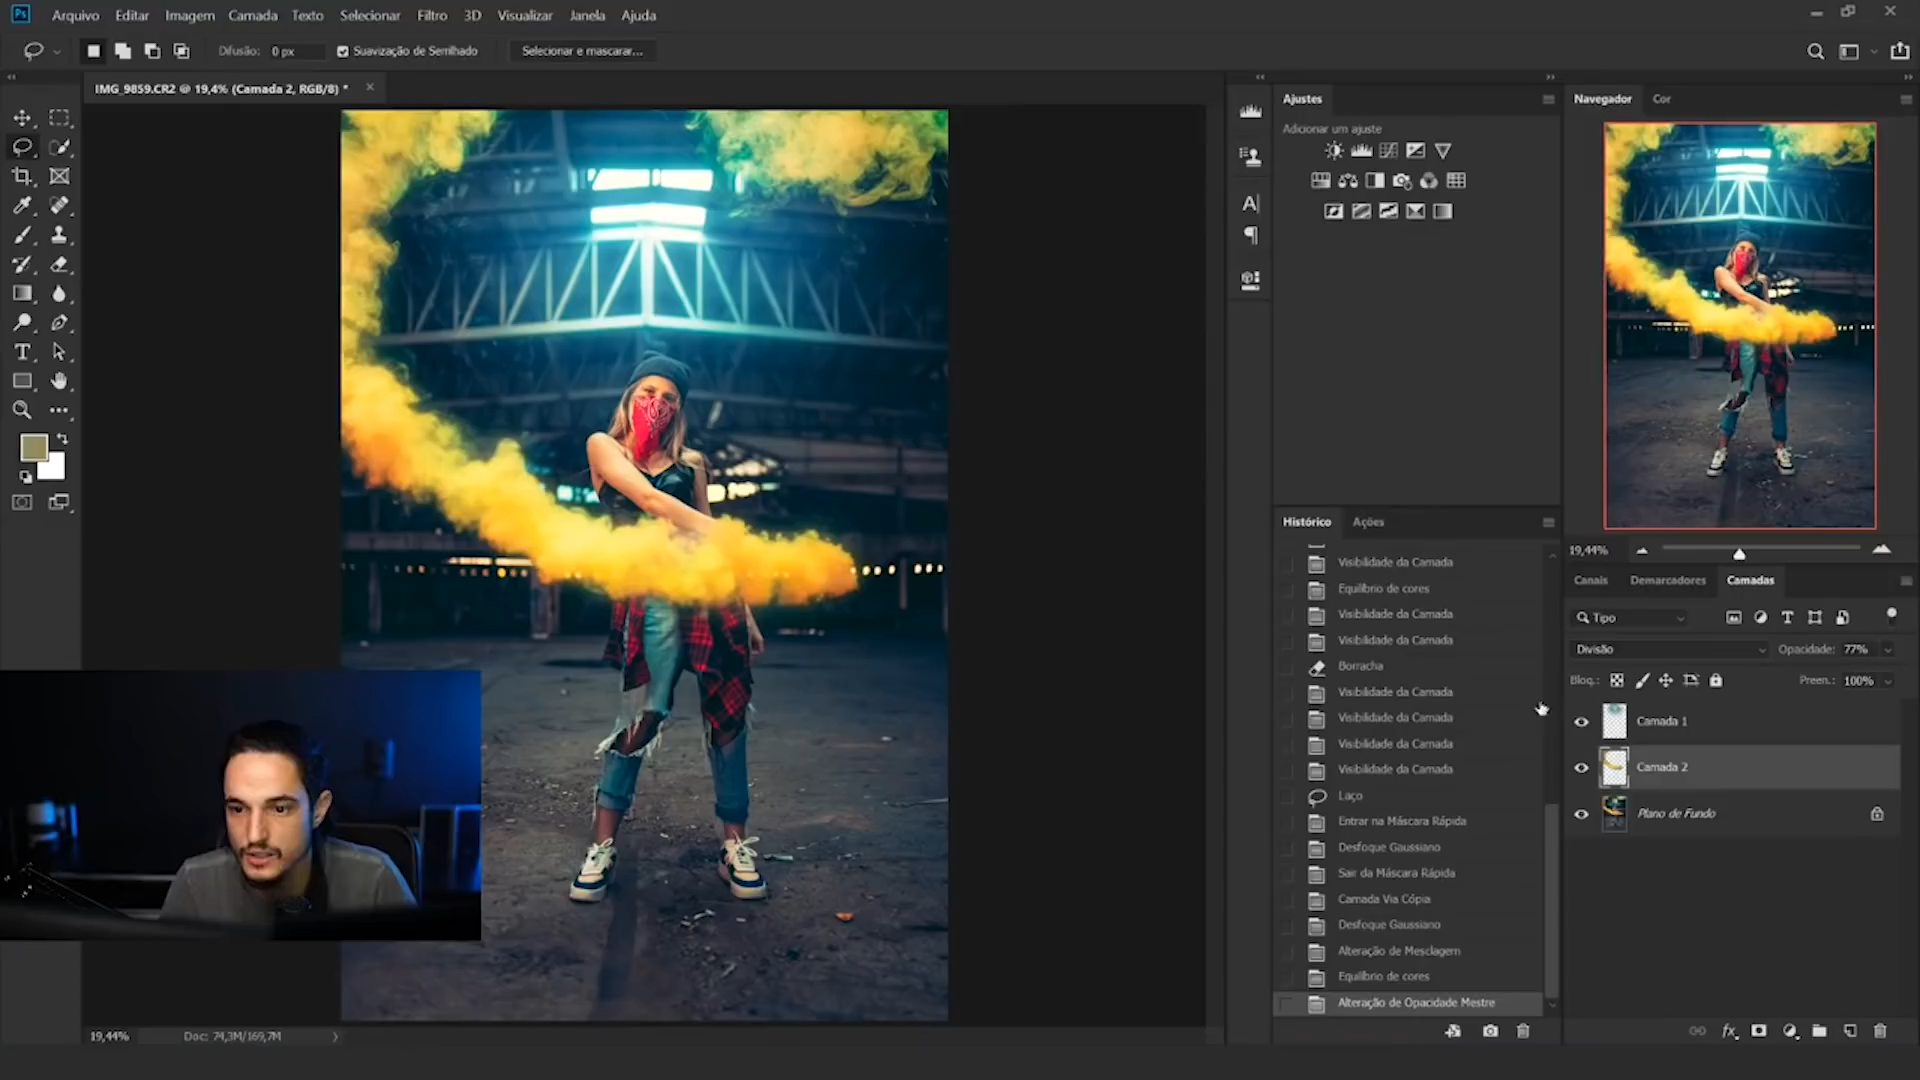 Ps Arquivo Editar Imagem Camada Texto Selecionar Filtro 3D Visualizar Janela Ajuda
Difusão: 0 px Suavização de Serrilhado Selecionar e mascarar...
IMG_9859.CR2 @ 19,4% (Camada 2, RGB/8) *
Ajustes
Adicionar um ajuste
Navegador Cor
19,44%
Histórico Ações
Visibilidade da Camada
Equilíbrio de cores
Visibilidade da Camada
Visibilidade da Camada
Borracha
Visibilidade da Camada
Visibilidade da Camada
Visibilidade da Camada
Visibilidade da Camada
Laço
Entrar na Máscara Rápida
Desfoque Gaussiano
Sair da Máscara Rápida
Camada Via Cópia
Desfoque Gaussiano
Alteração de Mesclagem
Equilíbrio de cores
Alteração de Opacidade Mestre
Canais Demarcadores Camadas
Tipo
Divisão Opacidade: 77%
Bloq.: Preen.: 100%
Camada 1
Camada 2
Plano de Fundo
19,44% Doc: 74,3M/169,7M